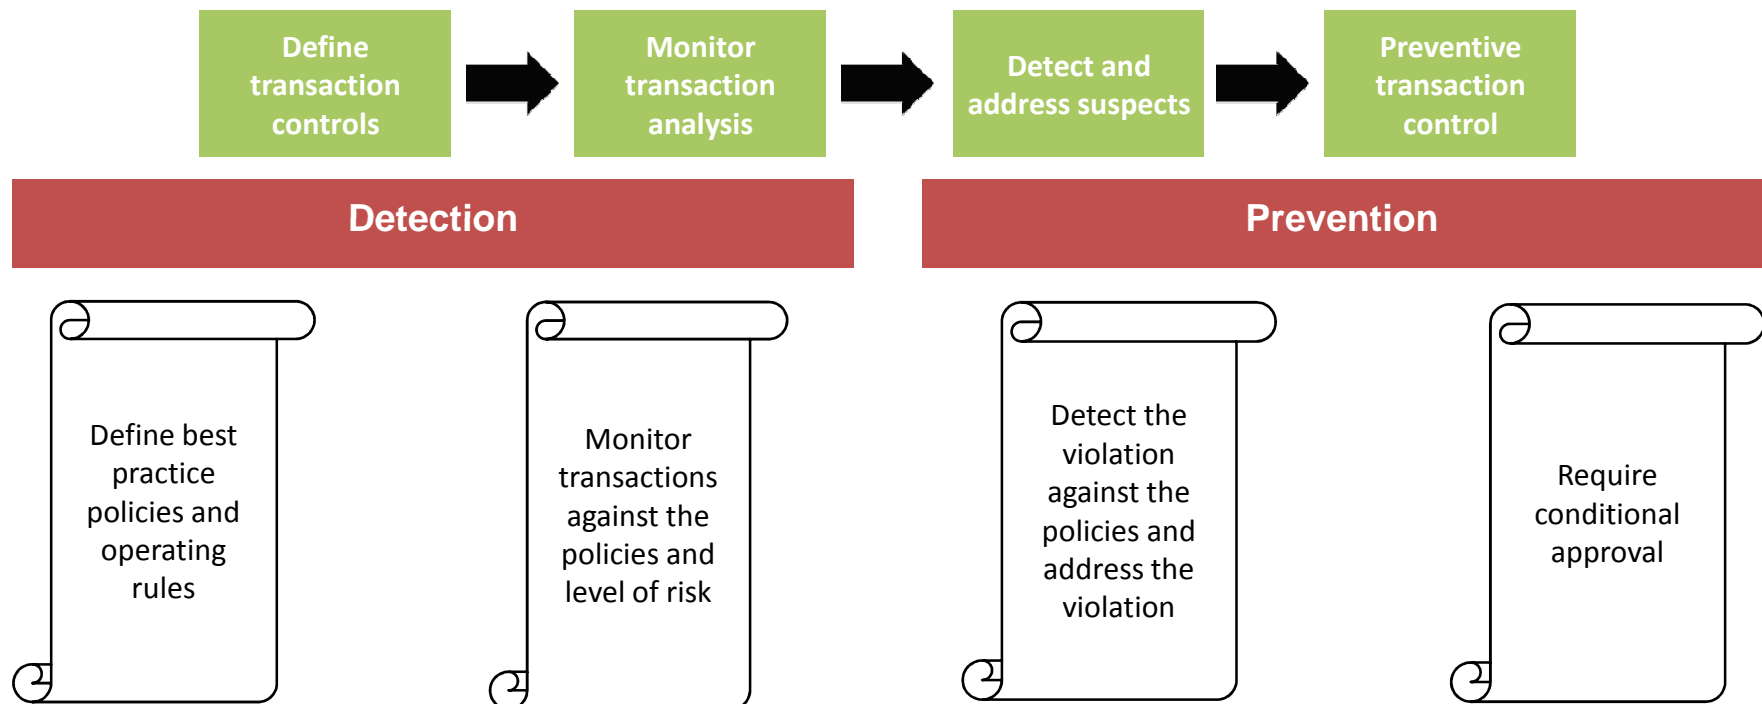 Define
transaction
controls
Monitor
transaction
analysis
Detect and
address suspects
Preventive
transaction
control
Detection
Prevention
Define best
practice
policies and
operating
rules
Monitor
transactions
against the
policies and
level of risk
Detect the
violation
against the
policies and
address the
violation
Require
conditional
approval